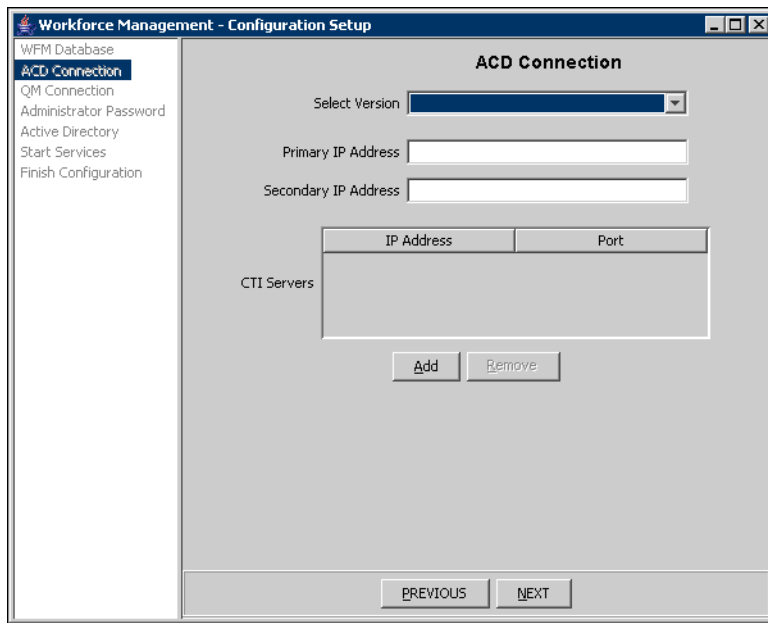 Workforce Management - Configuration Setup
WFM Database
ACD Connection
QM Connection
Administrator Password
Active Directory
Start Services
Finish Configuration
ACD Connection
Select Version
Primary IP Address
Secondary IP Address
CTI Servers
IP Address Port
Add Remove
PREVIOUS NEXT